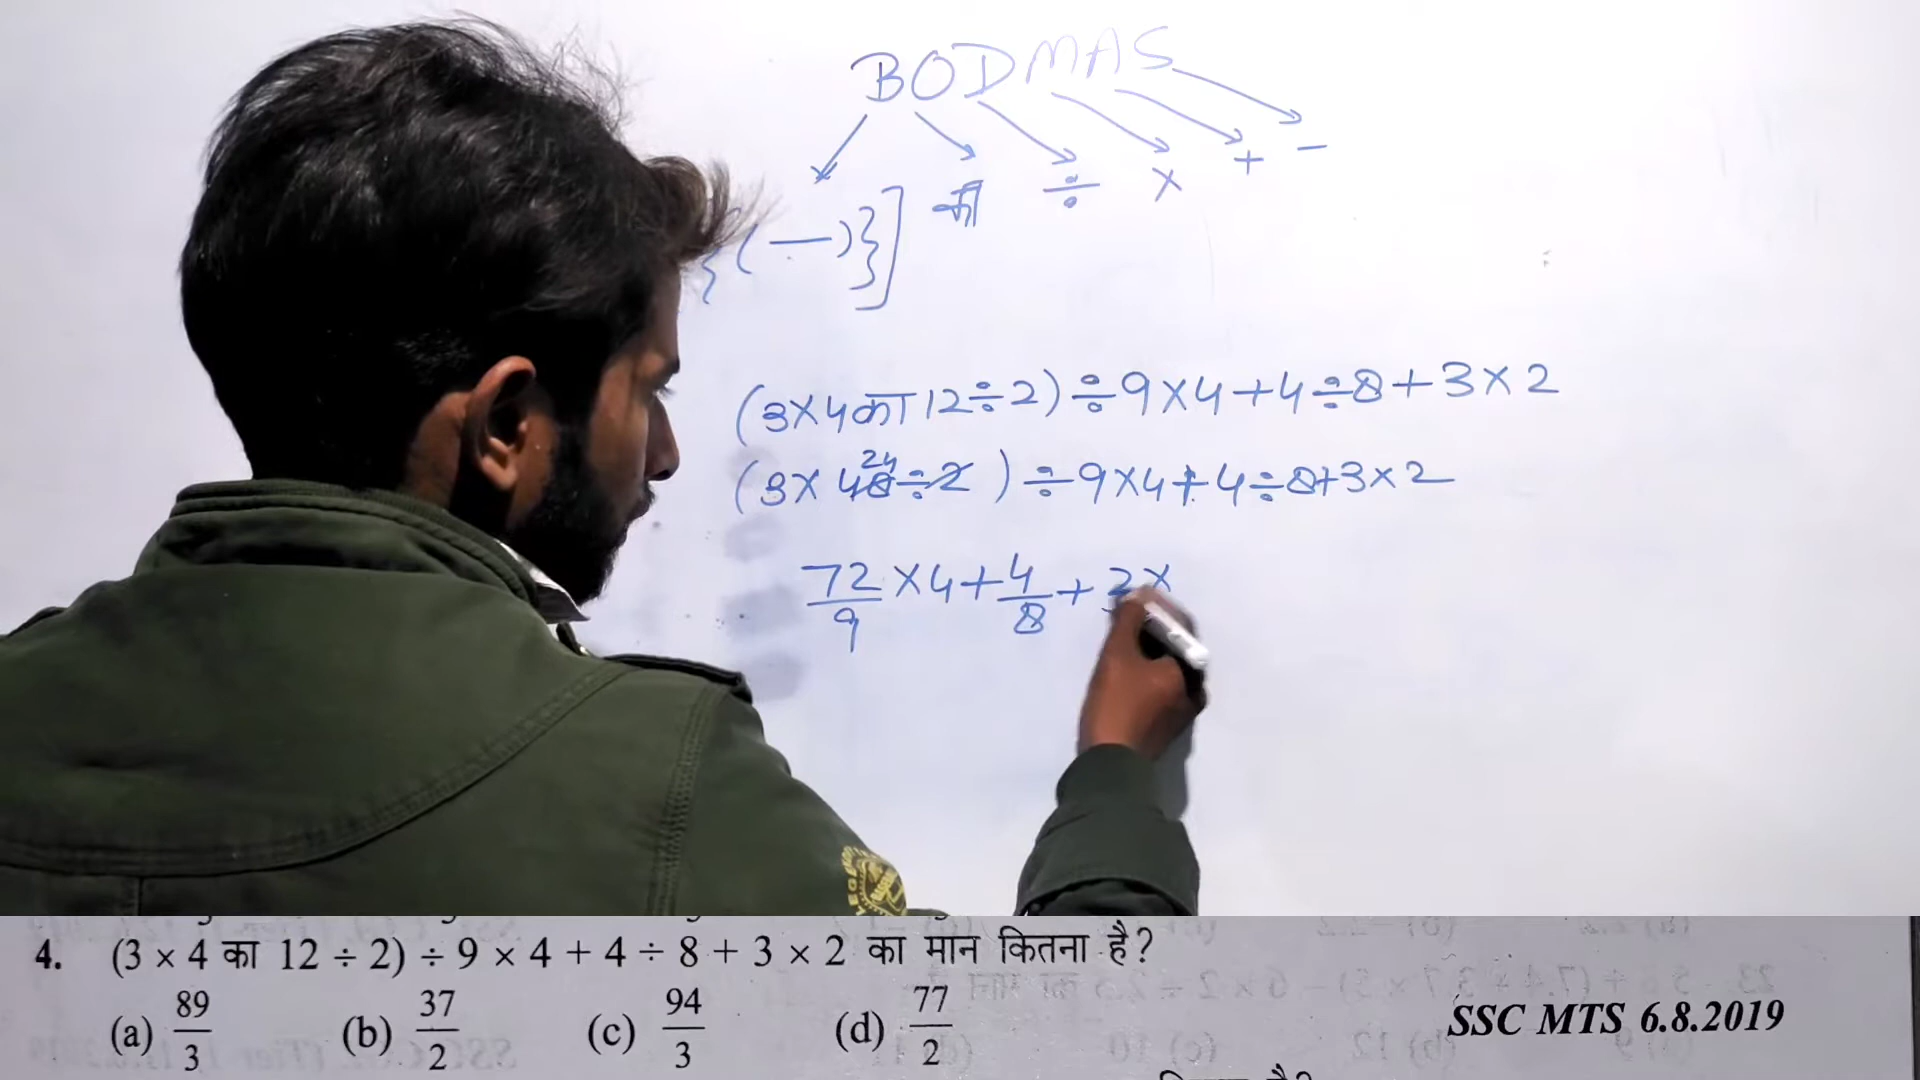 BODMAS
का ÷ × + −
{(—)}]
(3×4का12÷2)÷9×4+4÷8+3×2
24
(3×48÷2)÷9×4+4÷8+3×2
72/9 ×4+ 4/8 +3×
4. (3 × 4 का 12 ÷ 2) ÷ 9 × 4 + 4 ÷ 8 + 3 × 2 का मान कितना है?
(a) 89/3 (b) 37/2 (c) 94/3 (d) 77/2
SSC MTS 6.8.2019